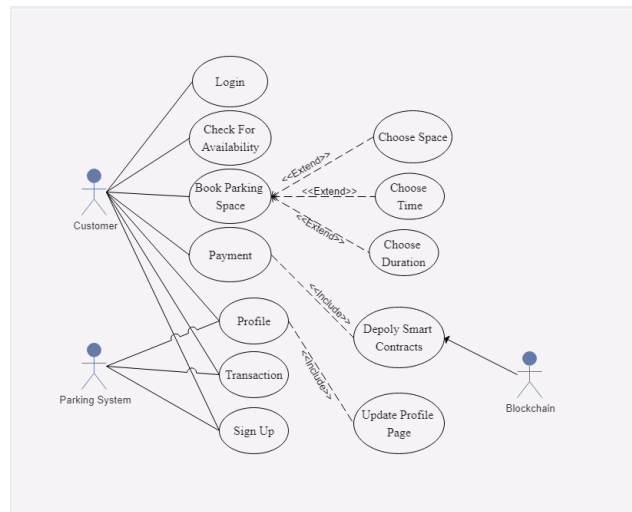 Login
Check For
Availability
Choose Space
<<Extend>>
Book Parking
Space
<<Extend>>
Choose
Time
Customer
<<Extend>>
Payment
Choose
Duration
<<Include>>
Profile
Depoly Smart
Contracts
Parking System
Transaction
<<Include>>
Blockchain
Sign Up
Update Profile
Page